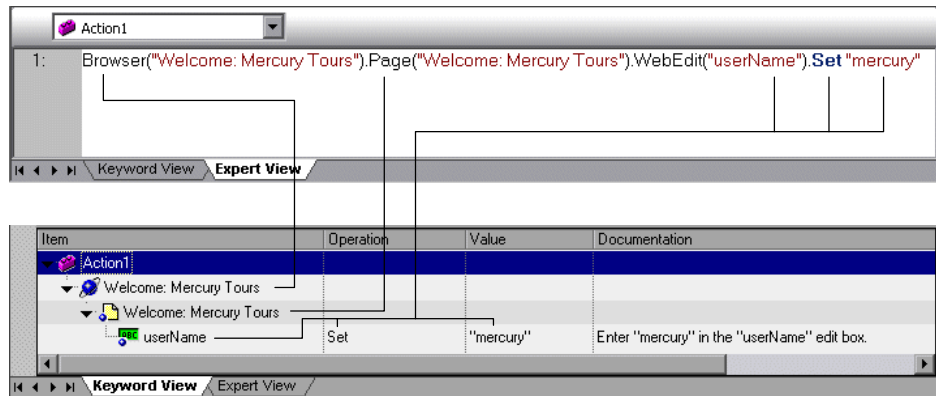 Action1
1: Browser("Welcome: Mercury Tours").Page("Welcome: Mercury Tours").WebEdit("userName").Set "mercury"
Keyword View Expert View
Item Operation Value Documentation
Action1
Welcome: Mercury Tours
Welcome: Mercury Tours
ABC userName Set "mercury" Enter "mercury" in the "userName" edit box.
Keyword View Expert View